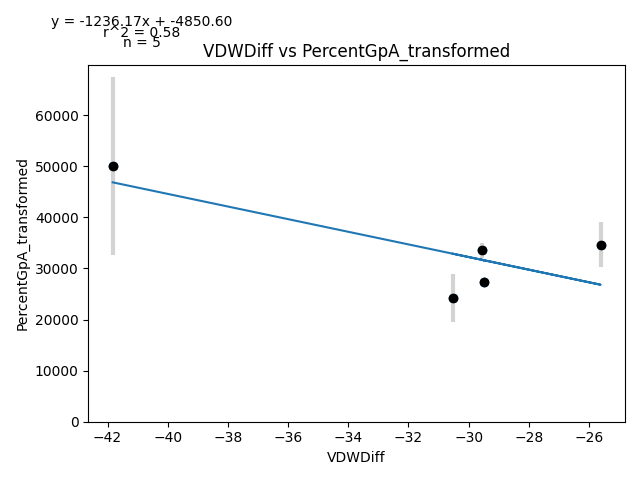 y = -1236.17x + -4850.60
r^2 = 0.58
n = 5
VDWDiff vs PercentGpA_transformed
PercentGpA_transformed
60000
50000
40000
30000
20000
10000
0
−42 −40 −38 −36 −34 −32 −30 −28 −26
VDWDiff